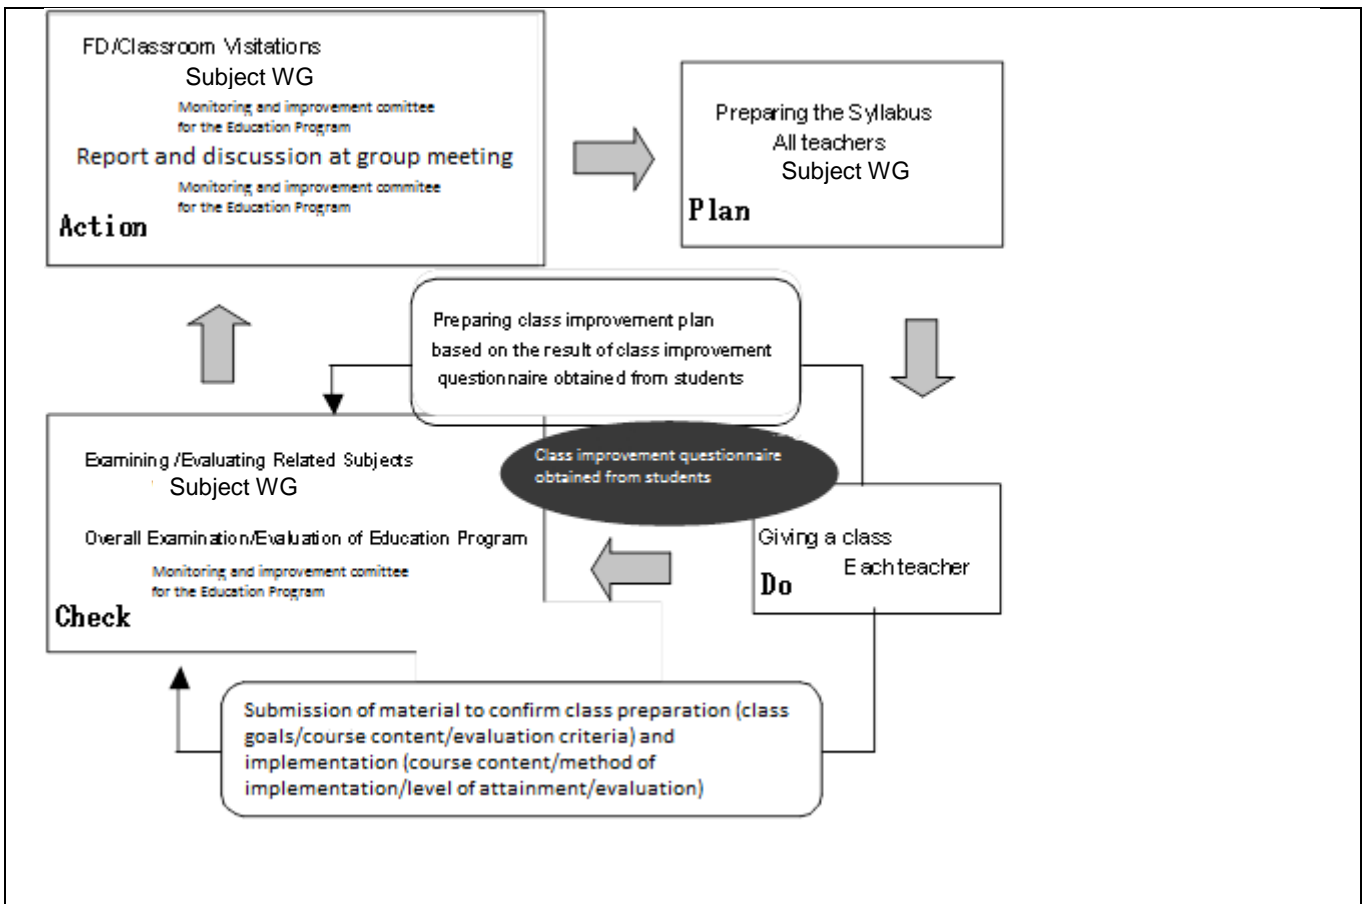 FD/Classroom Visitations
Subject WG
Monitoring and improvement comittee
for the Education Program
Report and discussion at group meeting
Monitoring and improvement commitee
for the Education Program
Action
Preparing the Syllabus
All teachers
Subject WG
Plan
Preparing class improvement plan
based on the result of class improvement
questionnaire obtained from students
Class improvement questionnaire
obtained from students
Examining/Evaluating Related Subjects
Subject WG
Overall Examination/Evaluation of Education Program
Monitoring and improvement comittee
for the Education Program
Check
Giving a class
Each teacher
Do
Submission of material to confirm class preparation (class
goals/course content/evaluation criteria) and
implementation (course content/method of
implementation/level of attainment/evaluation)